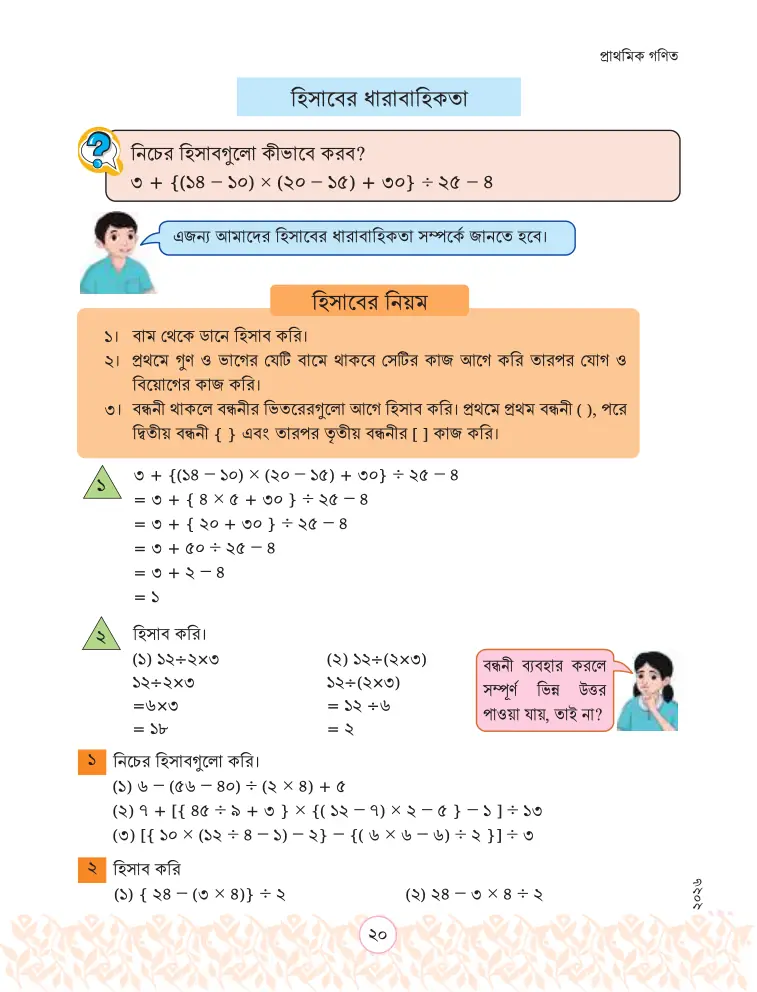 প্রাথমিক গণিত
হিসাবের ধারাবাহিকতা
?
নিচের হিসাবগুলো কীভাবে করব?
৩ + {(১৪ − ১০) × (২০ − ১৫) + ৩০} ÷ ২৫ − ৪
এজন্য আমাদের হিসাবের ধারাবাহিকতা সম্পর্কে জানতে হবে।
হিসাবের নিয়ম
১। বাম থেকে ডানে হিসাব করি।
২। প্রথমে গুণ ও ভাগের যেটি বামে থাকবে সেটির কাজ আগে করি তারপর যোগ ও
বিয়োগের কাজ করি।
৩। বন্ধনী থাকলে বন্ধনীর ভিতরেরগুলো আগে হিসাব করি। প্রথমে প্রথম বন্ধনী ( ), পরে
দ্বিতীয় বন্ধনী { } এবং তারপর তৃতীয় বন্ধনীর [ ] কাজ করি।
১
৩ + {(১৪ − ১০) × (২০ − ১৫) + ৩০} ÷ ২৫ − ৪
= ৩ + { ৪ × ৫ + ৩০ } ÷ ২৫ − ৪
= ৩ + { ২০ + ৩০ } ÷ ২৫ − ৪
= ৩ + ৫০ ÷ ২৫ − ৪
= ৩ + ২ − ৪
= ১
২ হিসাব করি।
(১) ১২÷২×৩
১২÷২×৩
=৬×৩
= ১৮
(২) ১২÷(২×৩)
১২÷(২×৩)
= ১২ ÷৬
= ২
বন্ধনী ব্যবহার করলে
সম্পূর্ণ ভিন্ন উত্তর
পাওয়া যায়, তাই না?
১ নিচের হিসাবগুলো করি।
(১) ৬ − (৫৬ − ৪০) ÷ (২ × ৪) + ৫
(২) ৭ + [{ ৪৫ ÷ ৯ + ৩ } × {( ১২ − ৭) × ২ − ৫ } − ১ ] ÷ ১৩
(৩) [{ ১০ × (১২ ÷ ৪ − ১) − ২} − {( ৬ × ৬ − ৬) ÷ ২ }] ÷ ৩
২ হিসাব করি
(১) { ২৪ − (৩ × ৪)} ÷ ২ (২) ২৪ − ৩ × ৪ ÷ ২
২০২৬
২০